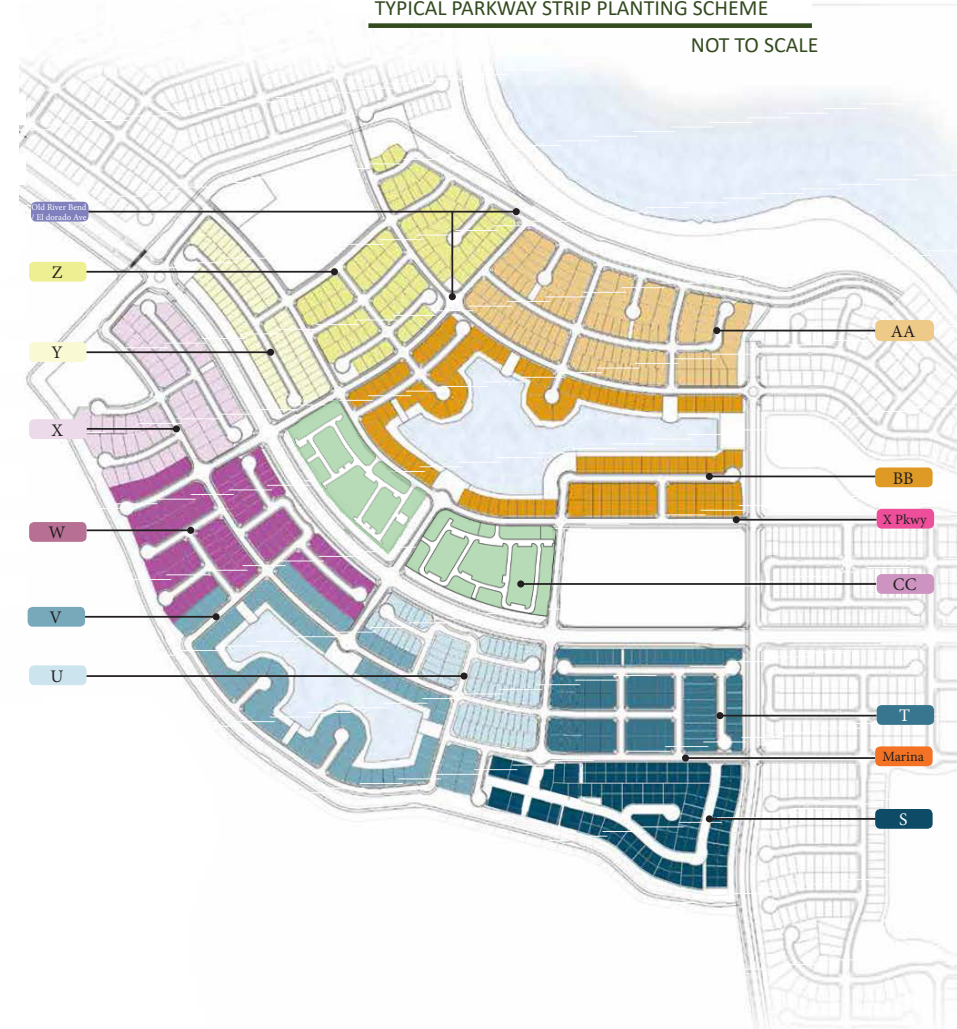 TYPICAL PARKWAY STRIP PLANTING SCHEME
NOT TO SCALE
Old River Bend
/ El dorado Ave
Z
Y
X
W
V
U
AA
BB
X Pkwy
CC
T
Marina
S